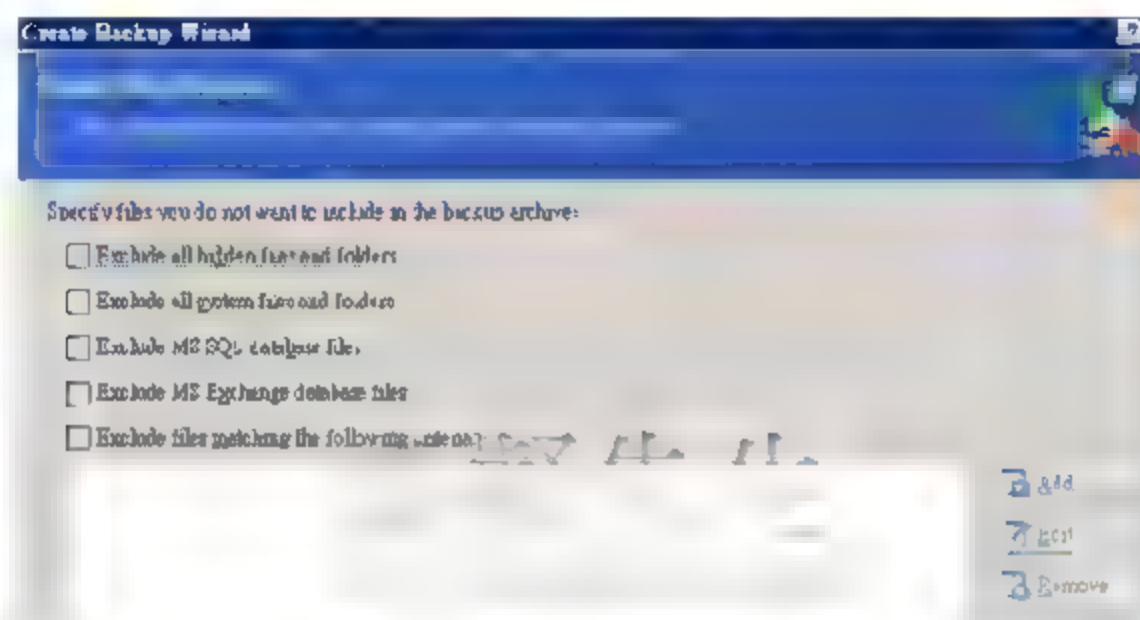 Create Backup Wizard
Specify files you do not want to include in the backup archive:
Exclude all hidden files and folders
Exclude all system files and folders
Exclude MS SQL database files
Exclude MS Exchange database files
Exclude files matching the following criteria:
Add
Edit
Remove